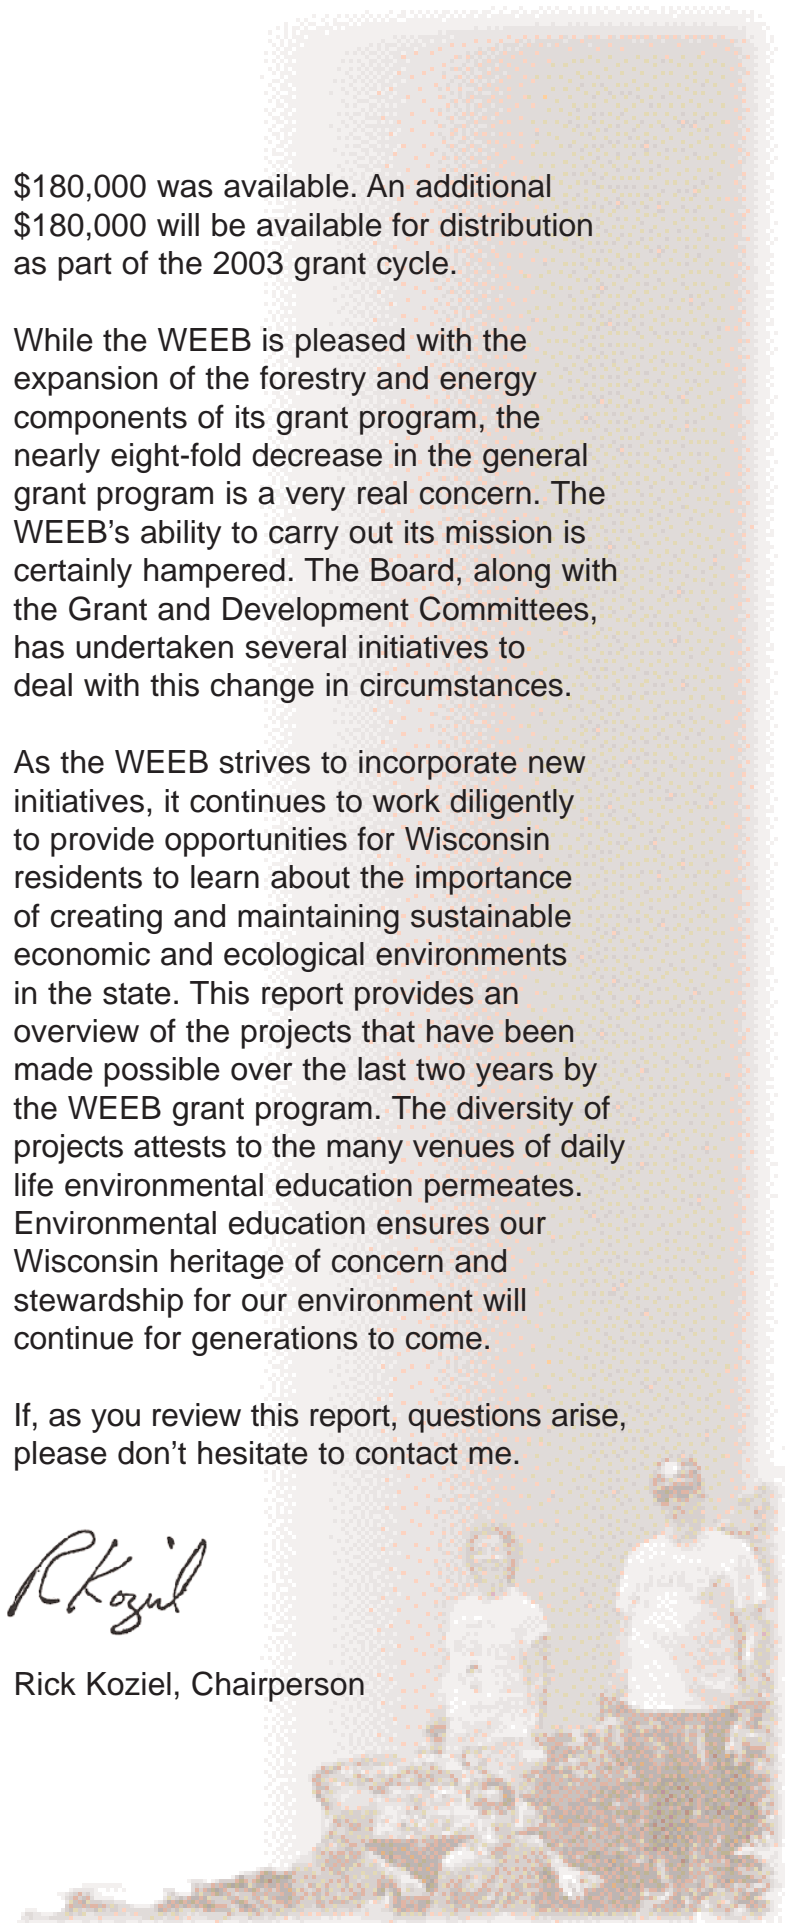 $180,000 was available. An additional
$180,000 will be available for distribution
as part of the 2003 grant cycle.
While the WEEB is pleased with the
expansion of the forestry and energy
components of its grant program, the
nearly eight-fold decrease in the general
grant program is a very real concern. The
WEEB’s ability to carry out its mission is
certainly hampered. The Board, along with
the Grant and Development Committees,
has undertaken several initiatives to
deal with this change in circumstances.
As the WEEB strives to incorporate new
initiatives, it continues to work diligently
to provide opportunities for Wisconsin
residents to learn about the importance
of creating and maintaining sustainable
economic and ecological environments
in the state. This report provides an
overview of the projects that have been
made possible over the last two years by
the WEEB grant program. The diversity of
projects attests to the many venues of daily
life environmental education permeates.
Environmental education ensures our
Wisconsin heritage of concern and
stewardship for our environment will
continue for generations to come.
If, as you review this report, questions arise,
please don’t hesitate to contact me.
R Koziel
Rick Koziel, Chairperson